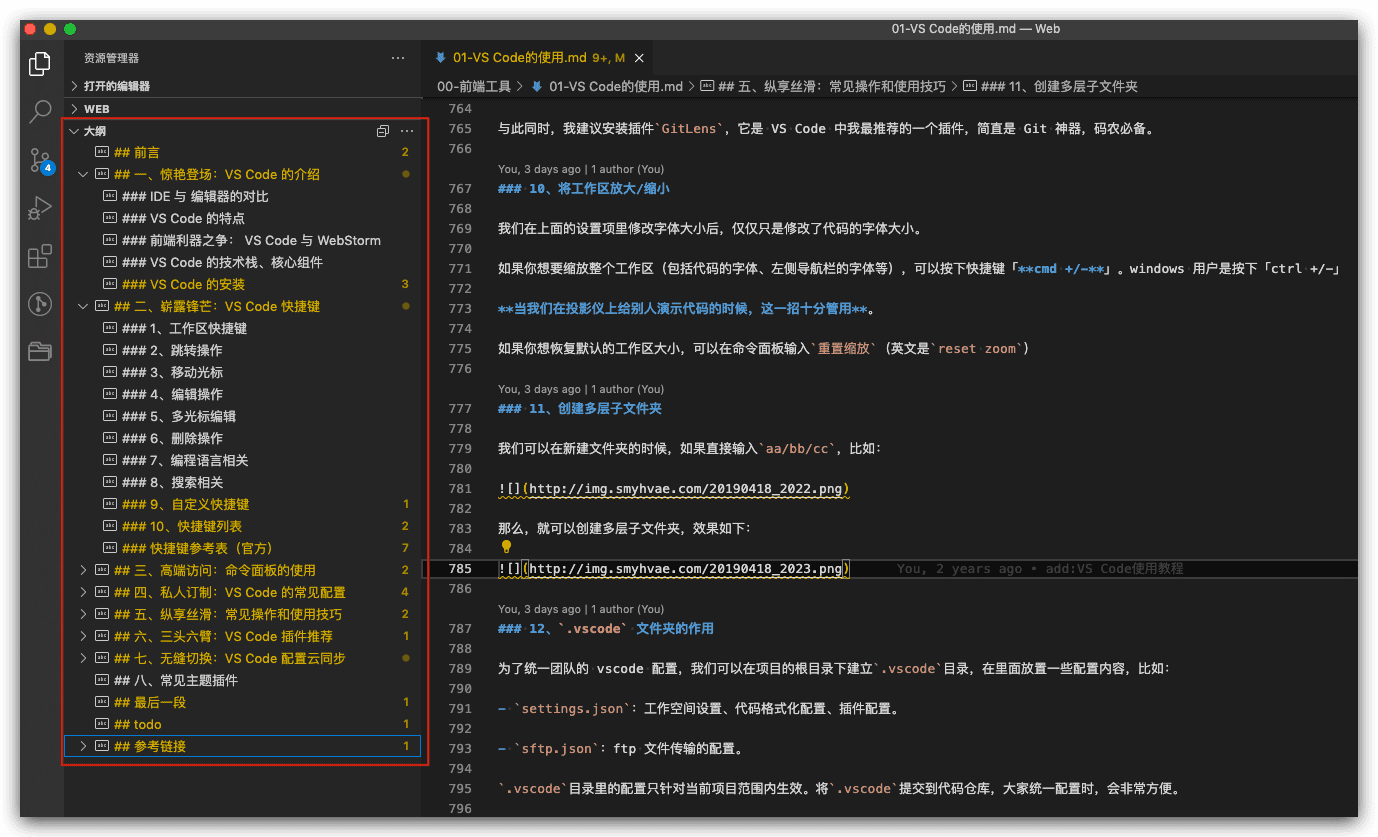 01-VS Code的使用.md — Web
资源管理器
打开的编辑器
WEB
大纲
## 前言 2
## 一、惊艳登场：VS Code 的介绍
### IDE 与 编辑器的对比
### VS Code 的特点
### 前端利器之争： VS Code 与 WebStorm
### VS Code 的技术栈、核心组件
### VS Code 的安装 3
## 二、崭露锋芒：VS Code 快捷键
### 1、工作区快捷键
### 2、跳转操作
### 3、移动光标
### 4、编辑操作
### 5、多光标编辑
### 6、删除操作
### 7、编程语言相关
### 8、搜索相关
### 9、自定义快捷键 1
### 10、快捷键列表 2
### 快捷键参考表（官方） 7
## 三、高端访问：命令面板的使用 2
## 四、私人订制：VS Code 的常见配置 4
## 五、纵享丝滑：常见操作和使用技巧 2
## 六、三头六臂：VS Code 插件推荐 1
## 七、无缝切换：VS Code 配置云同步
## 八、常见主题插件
## 最后一段 1
## todo 1
## 参考链接 1
4
01-VS Code的使用.md 9+, M
00-前端工具 > 01-VS Code的使用.md > ## 五、纵享丝滑：常见操作和使用技巧 > ### 11、创建多层子文件夹
764
765 与此同时，我建议安装插件`GitLens`，它是 VS Code 中我最推荐的一个插件，简直是 Git 神器，码农必备。
766
You, 3 days ago | 1 author (You)
767 ### 10、将工作区放大/缩小
768
769 我们在上面的设置项里修改字体大小后，仅仅只是修改了代码的字体大小。
770
771 如果你想要缩放整个工作区（包括代码的字体、左侧导航栏的字体等），可以按下快捷键「**cmd +/-**」。windows 用户是按下「ctrl +/-」
772
773 **当我们在投影仪上给别人演示代码的时候，这一招十分管用**。
774
775 如果你想恢复默认的工作区大小，可以在命令面板输入`重置缩放`（英文是`reset zoom`）
776
You, 3 days ago | 1 author (You)
777 ### 11、创建多层子文件夹
778
779 我们可以在新建文件夹的时候，如果直接输入`aa/bb/cc`，比如：
780
781 ![](http://img.smyhvae.com/20190418_2022.png)
782
783 那么，就可以创建多层子文件夹，效果如下：
784
785 ![](http://img.smyhvae.com/20190418_2023.png) You, 2 years ago • add:VS Code使用教程
786
You, 3 days ago | 1 author (You)
787 ### 12、`.vscode` 文件夹的作用
788
789 为了统一团队的 vscode 配置，我们可以在项目的根目录下建立`.vscode`目录，在里面放置一些配置内容，比如：
790
791 - `settings.json`：工作空间设置、代码格式化配置、插件配置。
792
793 - `sftp.json`：ftp 文件传输的配置。
794
795 `.vscode`目录里的配置只针对当前项目范围内生效。将`.vscode`提交到代码仓库，大家统一配置时，会非常方便。
796